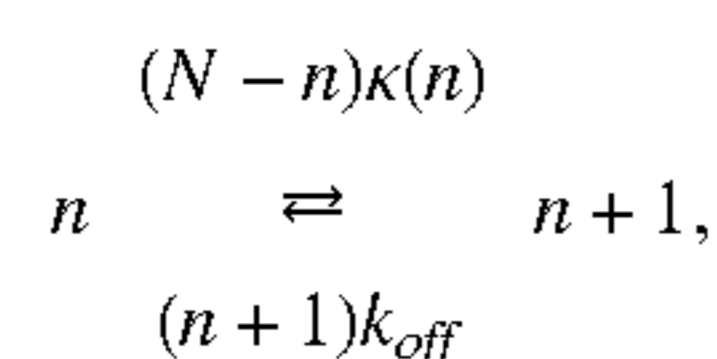 (N − n)κ(n)
n ⇄ n + 1,
(n + 1)k_off